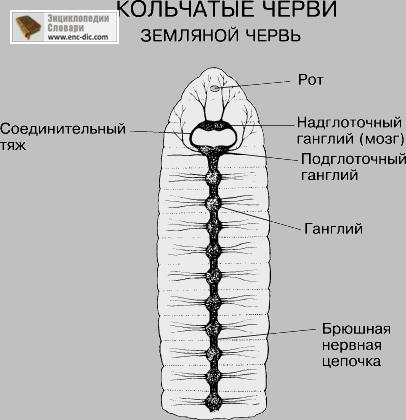 КОЛЬЧАТЫЕ ЧЕРВИ
Энциклопедии
Словари
www.enc-dic.com
ЗЕМЛЯНОЙ ЧЕРВЬ
Рот
Соединительный
тяж
Надглоточный
ганглий (мозг)
Подглоточный
ганглий
Ганглий
Брюшная
нервная
цепочка